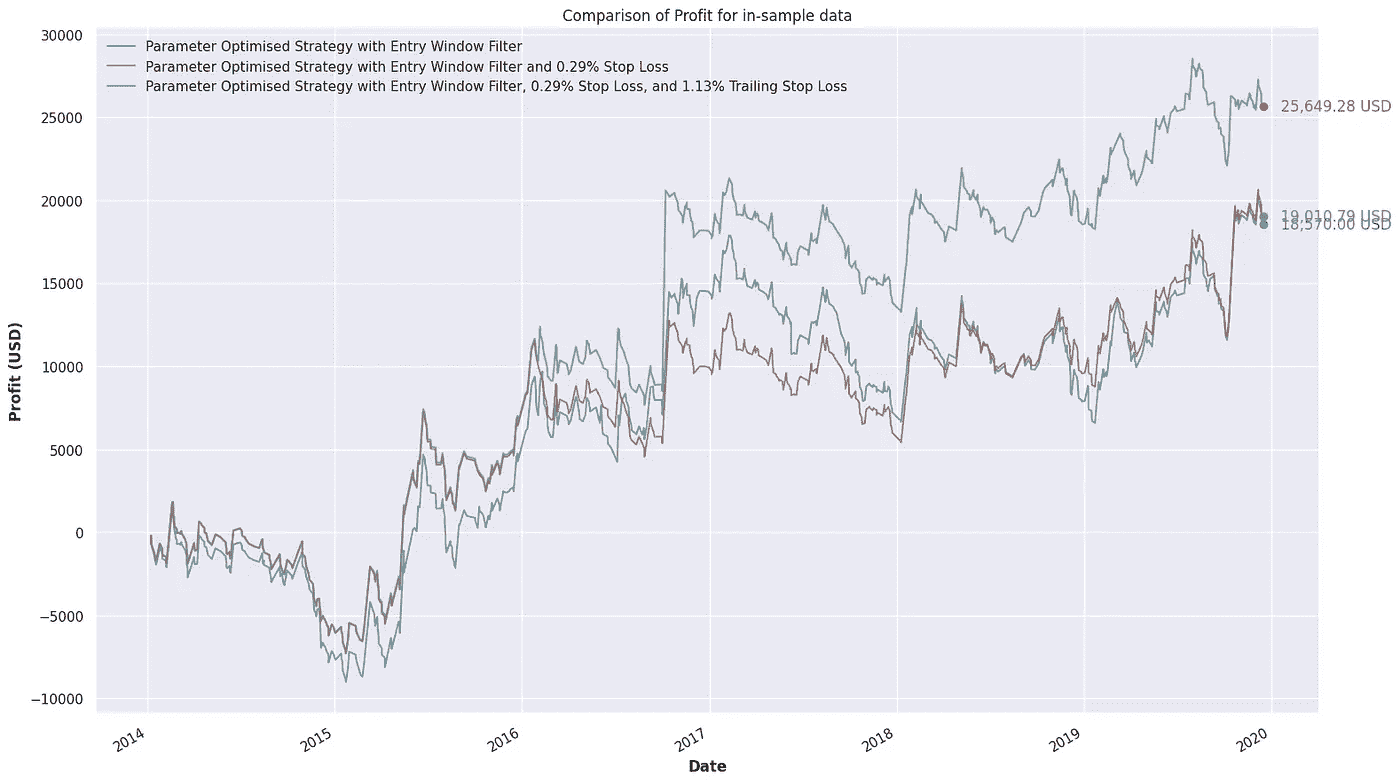 Comparison of Profit for in-sample data
30000
Parameter Optimised Strategy with Entry Window Filter
Parameter Optimised Strategy with Entry Window Filter and 0.29% Stop Loss
Parameter Optimised Strategy with Entry Window Filter, 0.29% Stop Loss, and 1.13% Trailing Stop Loss
25,649.28 USD
25000
20000
19,010.79 USD
18,570.00 USD
15000
10000
5000
0
−5000
−10000
Profit (USD)
2014
2015
2016
2017
2018
2019
2020
Date